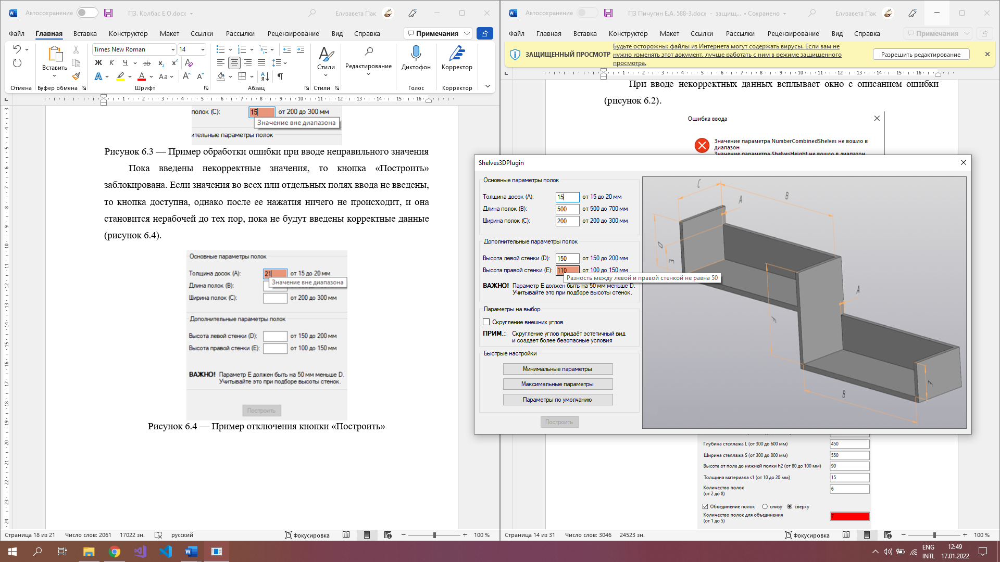 Автосохранение
ПЗ. Колбас Е.О.docx
Елизавета Пак
Файл Главная Вставка Конструктор Макет Ссылки Рассылки Рецензирование Вид Справка
Примечания
Вставить
Times New Roman 14
Ж К Ч ab x₂ x²
A A Aa A A
Стили
Редактирование
Диктофон
Корректор
Отмена Буфер обмена Шрифт Абзац Стили Голос Корректор
полок (C): 15 от 200 до 300 мм
Значение вне диапазона
ительные параметры полок
Рисунок 6.3 — Пример обработки ошибки при вводе неправильного значения
Пока введены некорректные значения, то кнопка «Построить»
заблокирована. Если значения во всех или отдельных полях ввода не введены,
то кнопка доступна, однако после ее нажатия ничего не происходит, и она
становится нерабочей до тех пор, пока не будут введены корректные данные
(рисунок 6.4).
Основные параметры полок
Толщина досок (A): 21 от 15 до 20 мм
Значение вне диапазона
Длина полок (B):
Ширина полок (C): от 200 до 300 мм
Дополнительные параметры полок
Высота левой стенки (D): от 150 до 200 мм
Высота правой стенки (E): от 100 до 150 мм
ВАЖНО! Параметр E должен быть на 50 мм меньше D.
Учитывайте это при подборе высоты стенок.
Построить
Рисунок 6.4 — Пример отключения кнопки «Построить»
Страница 18 из 21 Число слов: 2061 17022 зн. русский Фокусировка 100 %
Автосохранение
ПЗ Пичугин Е.А. 588-3.docx - защищ... • Сохранено
Елизавета Пак
Файл Главная Вставка Конструктор Макет Ссылки Рассылки Рецензирование Вид Справка
Примечания
ЗАЩИЩЕННЫЙ ПРОСМОТР
Будьте осторожны: файлы из Интернета могут содержать вирусы. Если вам не
нужно изменять этот документ, лучше работать с ним в режиме защищенного
просмотра.
Разрешить редактирование
При вводе некорректных данных всплывает окно с описанием ошибки
(рисунок 6.2).
Ошибка ввода
Значение параметра NumberCombinedShelves не вошло в
диапазон
Значение параметра ShelvesHeight не вошло в диапазон
Shelves3DPlugin
Основные параметры полок
Толщина досок (A): 15 от 15 до 20 мм
Длина полок (B): 500 от 500 до 700 мм
Ширина полок (C): 200 от 200 до 300 мм
Дополнительные параметры полок
Высота левой стенки (D): 150 от 150 до 200 мм
Высота правой стенки (E): 110 от 100 до 150 мм
Разность между левой и правой стенкой не равна 50
ВАЖНО! Параметр E должен быть на 50 мм меньше D.
Учитывайте это при подборе высоты стенок.
Параметры на выбор
Скругление внешних углов
ПРИМ.: Скругление углов придаёт эстетичный вид
и создает более безопасные условия
Быстрые настройки
Минимальные параметры
Максимальные параметры
Параметры по умолчанию
Построить
C
A
B
D
E
F
A
B
F
Глубина стеллажа L (от 300 до 600 мм) 450
Ширина стеллажа S (от 300 до 800 мм) 550
Высота от пола до нижней полки h2 (от 80 до 100 мм) 90
Толщина материала s1 (от 10 до 20 мм) 15
Количество полок 6
(от 2 до 8)
Объединение полок снизу сверху
Количество полок для объединения 7
(от 1 до 5)
Страница 14 из 31 Число слов: 3046 24523 зн. Фокусировка 100 %
ENG 12:49
INTL 17.01.2022